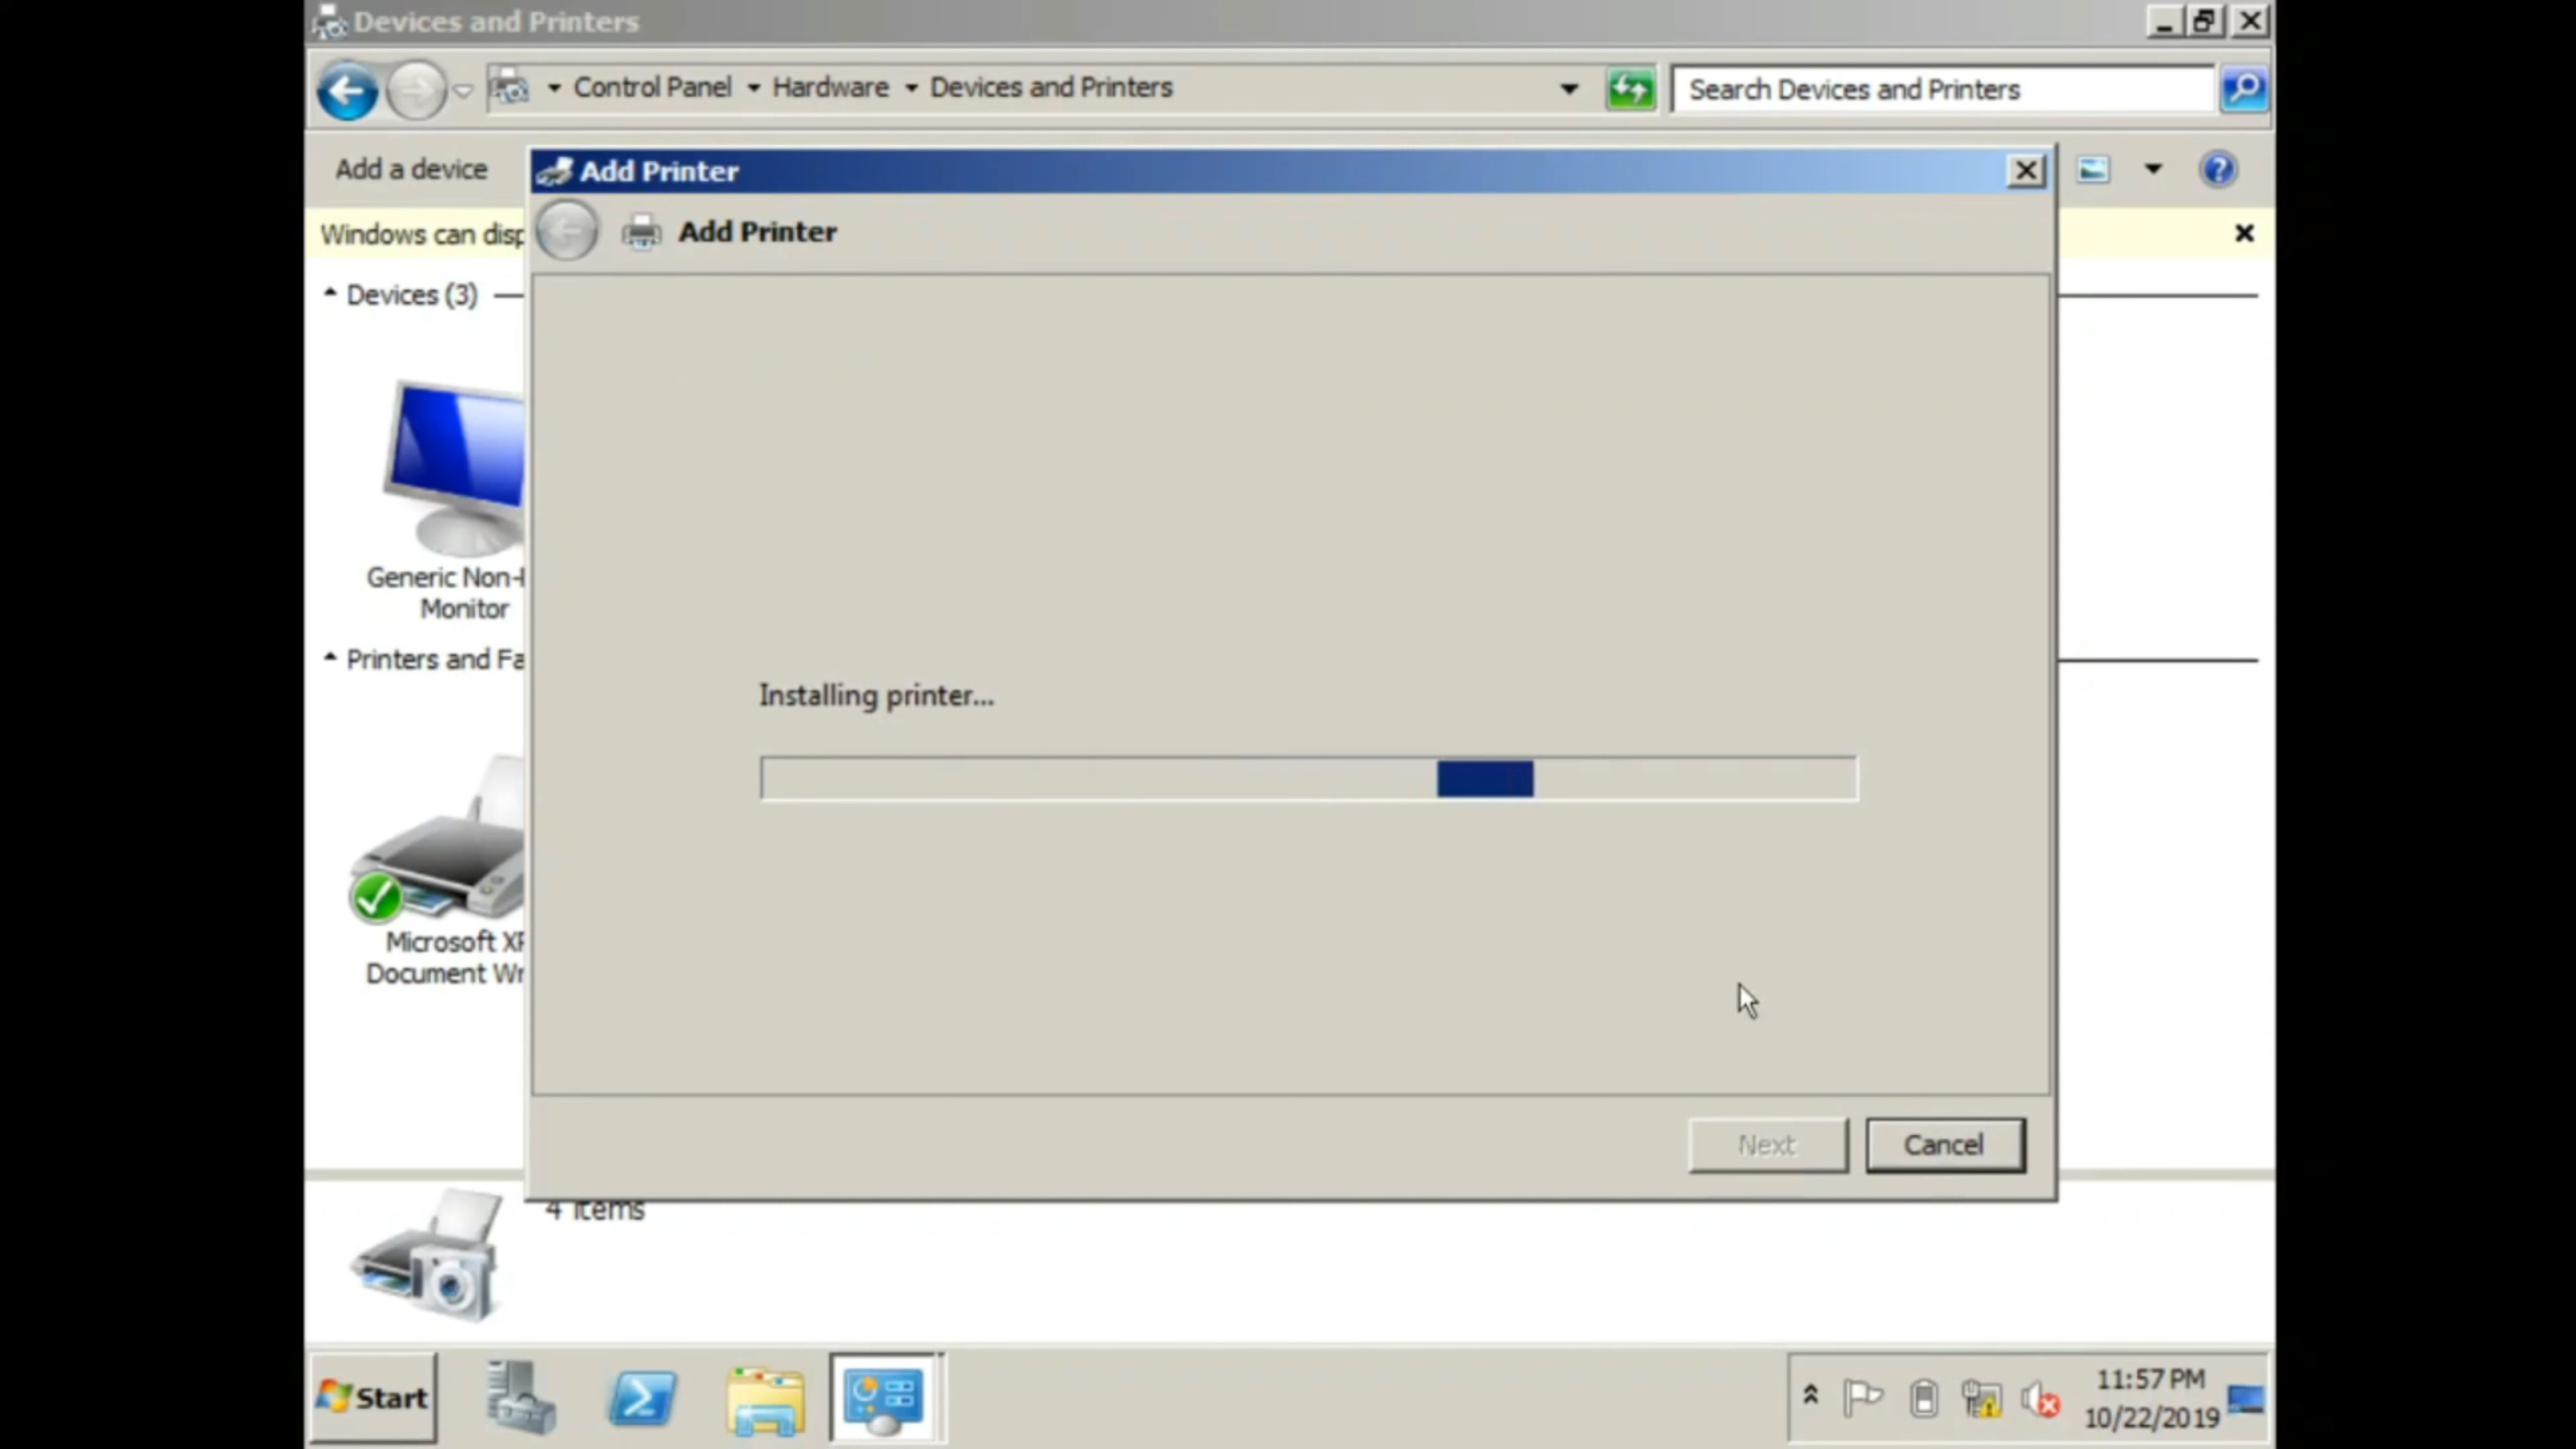 Devices and Printers
Control Panel Hardware Devices and Printers
Search Devices and Printers
Add a device
Add Printer
Windows can disp
Add Printer
Devices (3)
Generic Non-
Monitor
Printers and Fa
Installing printer...
Microsoft XP
Document Wr
Next
Cancel
4 items
Start
11:57 PM
10/22/2019